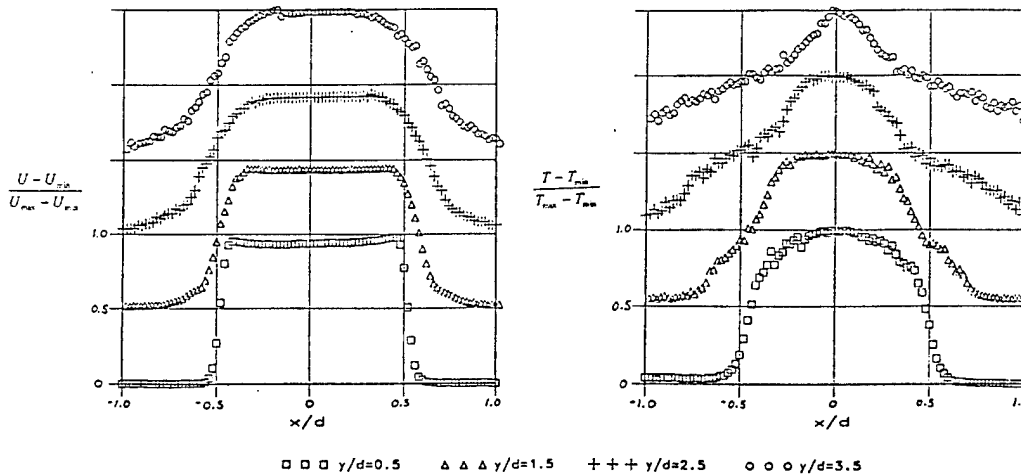 U - U_min
U_max - U_min
1.0
0.5
0
-1.0 -0.5 0 0.5 1.0
x/d
T - T_min
T_max - T_min
1.0
0.5
0
-1.0 -0.5 0 0.5 1.0
x/d
□ □ □ y/d=0.5 △ △ △ y/d=1.5 +++ y/d=2.5 ○ ○ ○ y/d=3.5